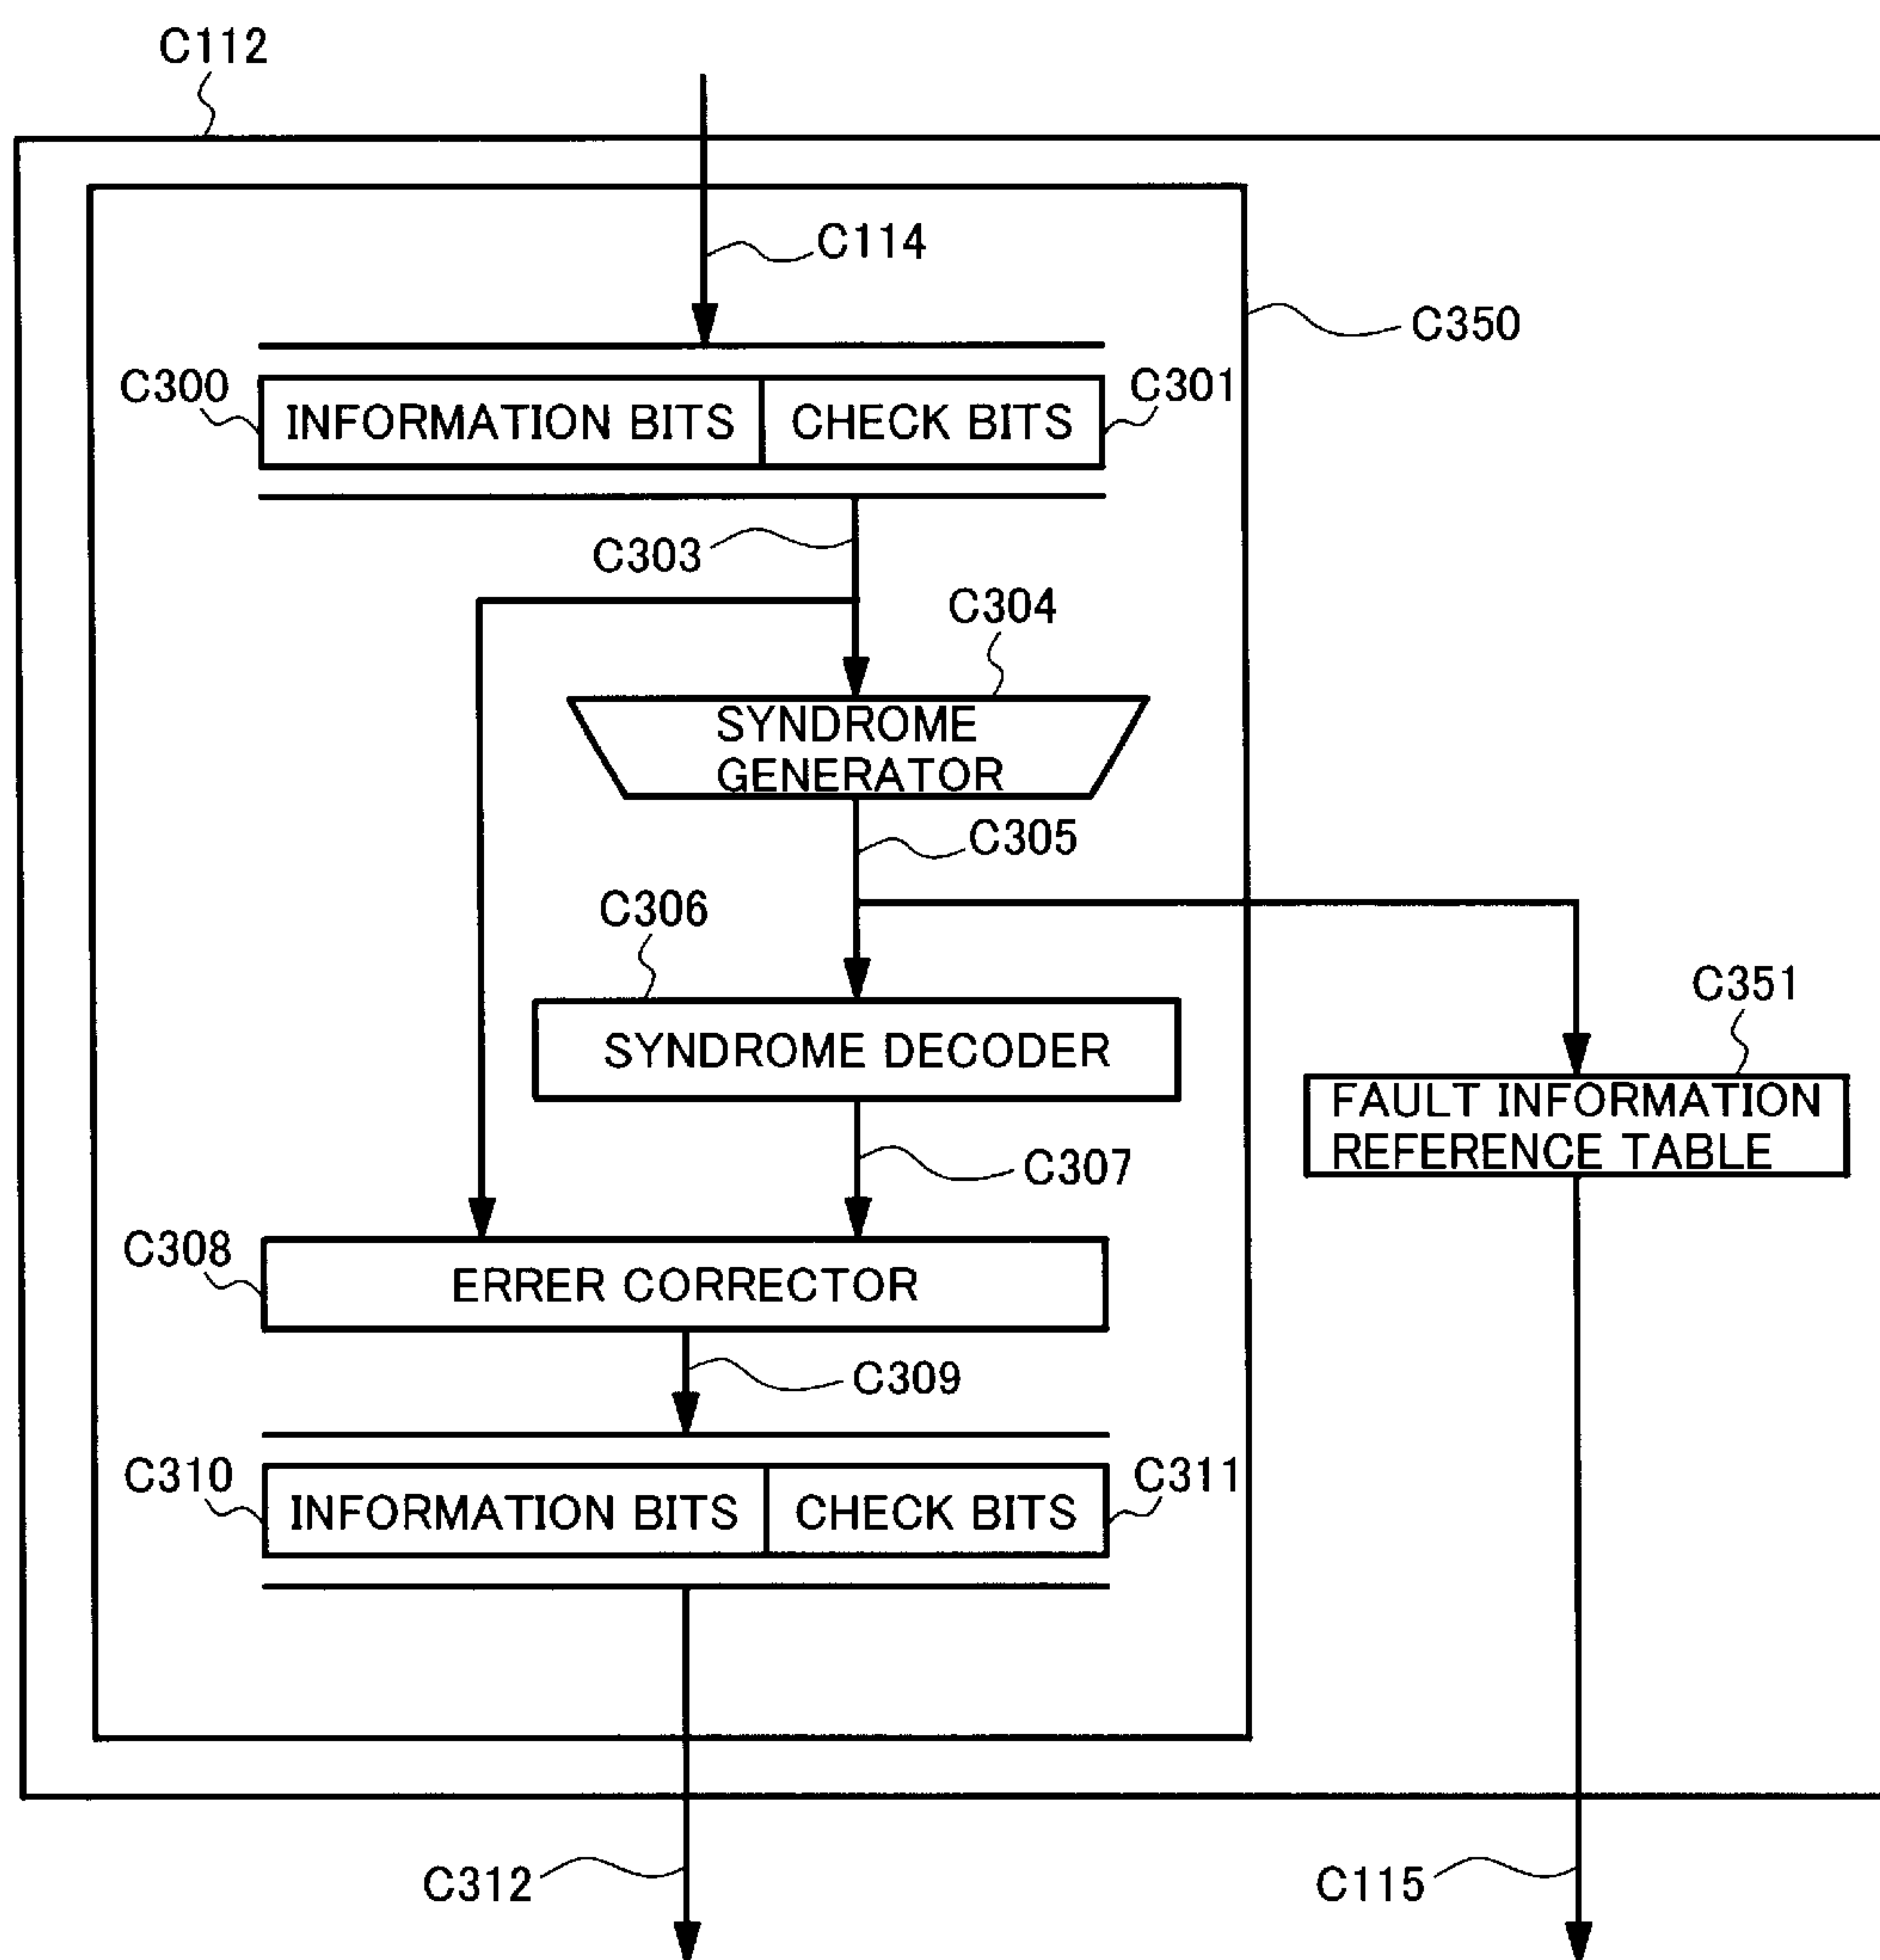 C112
C114
C350
C300
INFORMATION BITS
CHECK BITS
C301
C303
C304
SYNDROME
GENERATOR
C305
C306
SYNDROME DECODER
C351
FAULT INFORMATION
REFERENCE TABLE
C307
C308
ERRER CORRECTOR
C309
C310
INFORMATION BITS
CHECK BITS
C311
C312
C115